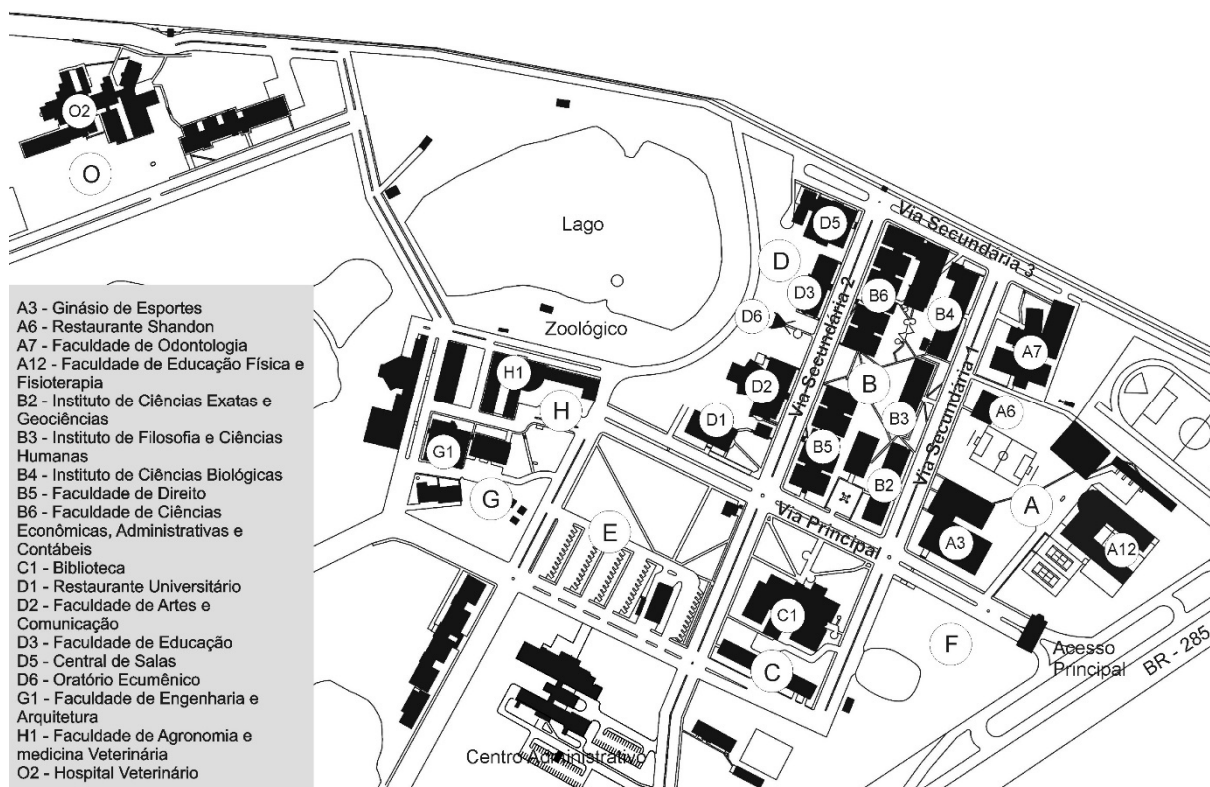 O2
O
Lago
Zoológico
D5
D
D3
D6
D2
D1
Via Secundária 3
Via Secundária 2
Via Secundária 1
B6
B4
B
B3
B5
B2
A7
A6
A
A3
A12
H1
H
G1
G
E
Via Principal
C1
C
F
Acesso
Principal
BR - 285
Centro Administrativo
A3 - Ginásio de Esportes
A6 - Restaurante Shandon
A7 - Faculdade de Odontologia
A12 - Faculdade de Educação Física e
Fisioterapia
B2 - Instituto de Ciências Exatas e
Geociências
B3 - Instituto de Filosofia e Ciências
Humanas
B4 - Instituto de Ciências Biológicas
B5 - Faculdade de Direito
B6 - Faculdade de Ciências
Econômicas, Administrativas e
Contábeis
C1 - Biblioteca
D1 - Restaurante Universitário
D2 - Faculdade de Artes e
Comunicação
D3 - Faculdade de Educação
D5 - Central de Salas
D6 - Oratório Ecumênico
G1 - Faculdade de Engenharia e
Arquitetura
H1 - Faculdade de Agronomia e
medicina Veterinária
O2 - Hospital Veterinário